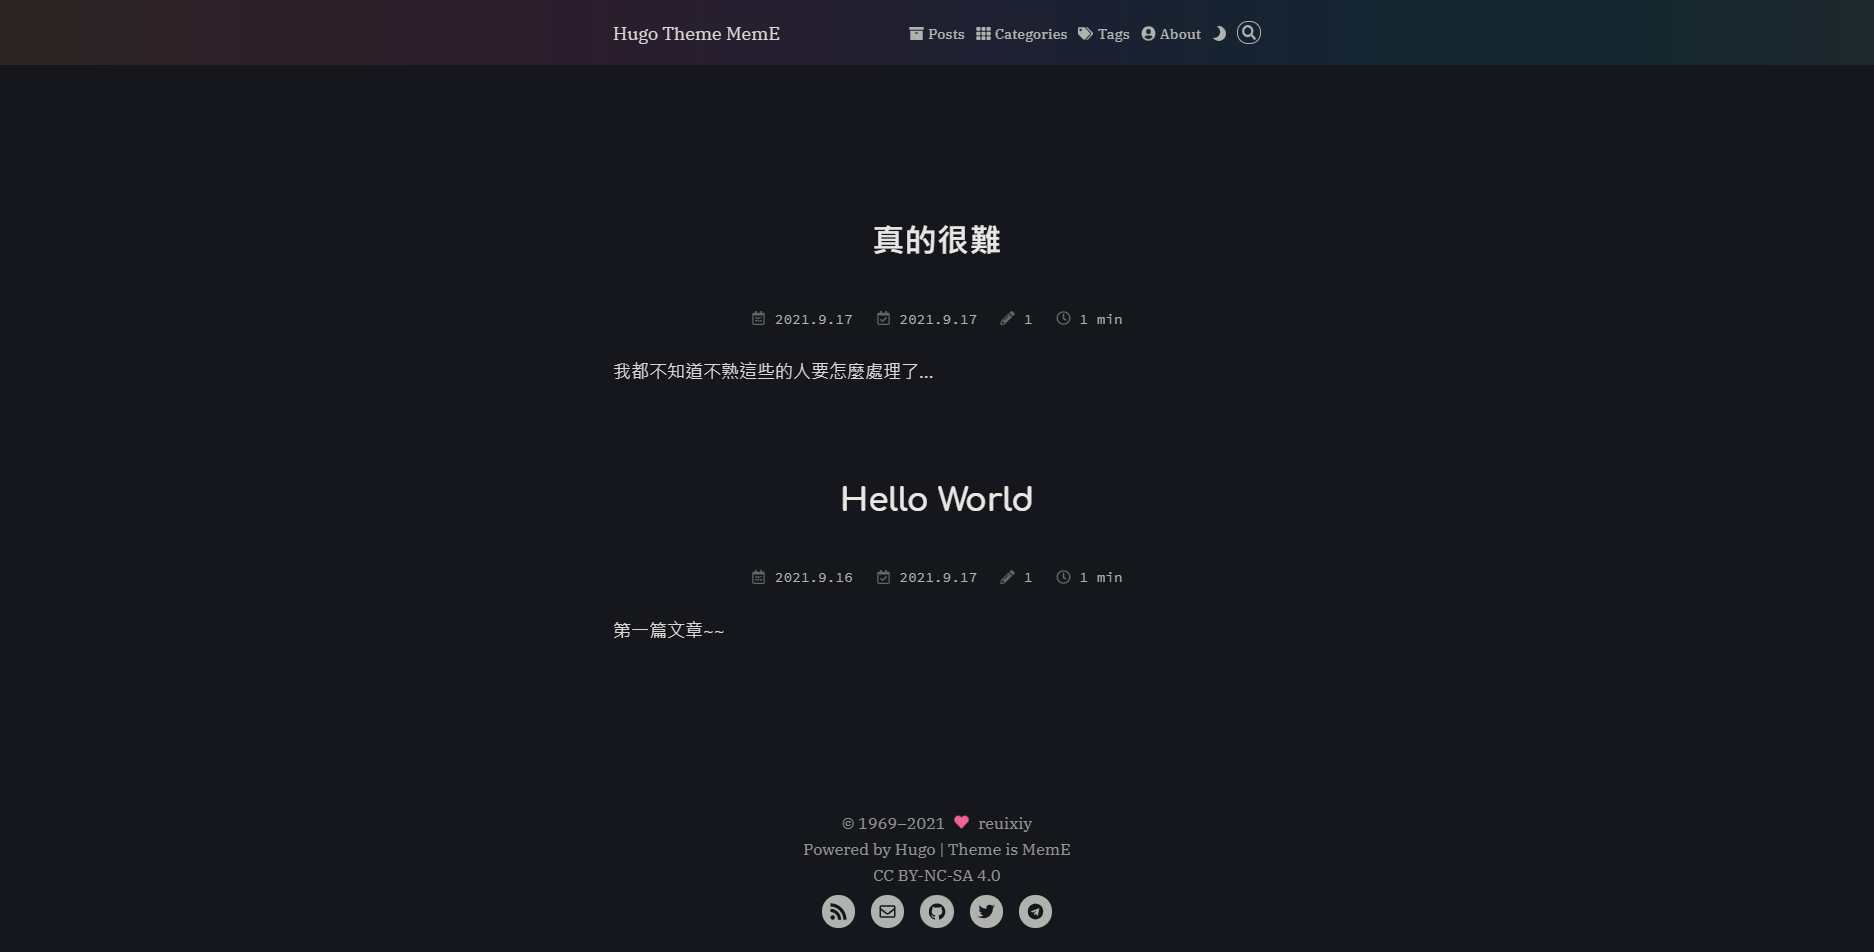 Hugo Theme MemE
Posts Categories Tags About
真的很難
2021.9.17 2021.9.17 1 1 min
我都不知道不熟這些的人要怎麼處理了...
Hello World
2021.9.16 2021.9.17 1 1 min
第一篇文章~~
© 1969–2021 reuixiy
Powered by Hugo | Theme is MemE
CC BY-NC-SA 4.0